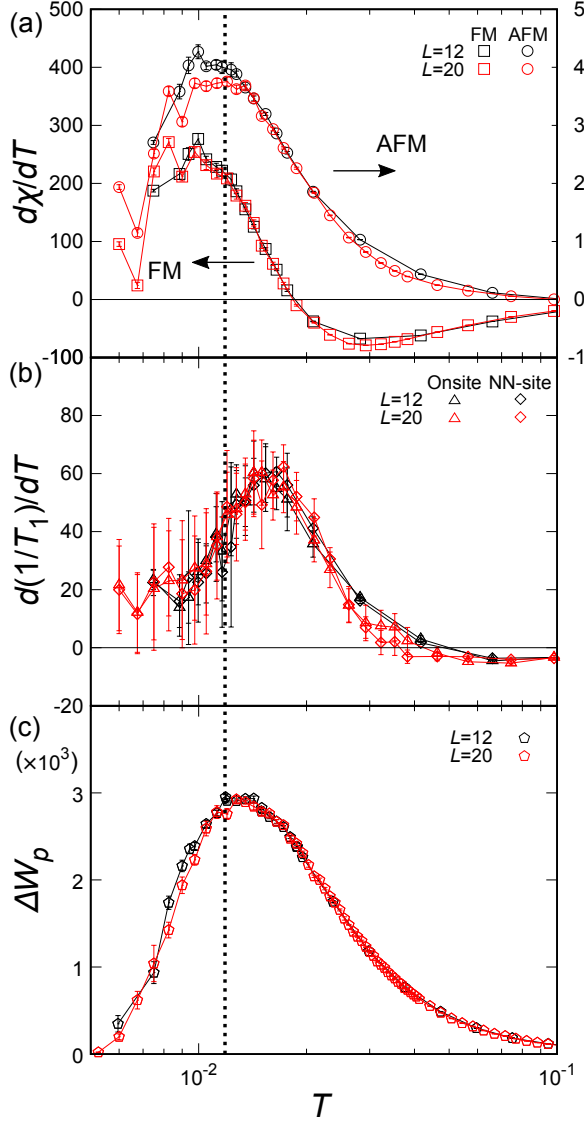 (a)
FM AFM
L=12
L=20
500
400
300
200
100
0
-100
5
4
3
2
1
0
-1
dχ/dT
AFM
FM
(b)
Onsite NN-site
L=12
L=20
80
60
40
20
0
-20
d(1/T₁)/dT
(c)
(×10³)
L=12
L=20
3
2
1
0
ΔWₚ
10⁻² 10⁻¹
T